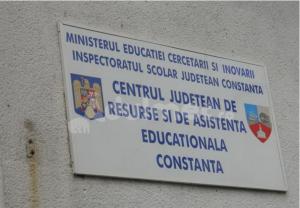 MINISTERUL EDUCATIEI CERCETARII SI INOVARII
INSPECTORATUL SCOLAR JUDETEAN CONSTANTA
CENTRUL JUDETEAN DE
RESURSE SI DE ASISTENTA
EDUCATIONALA
CONSTANTA